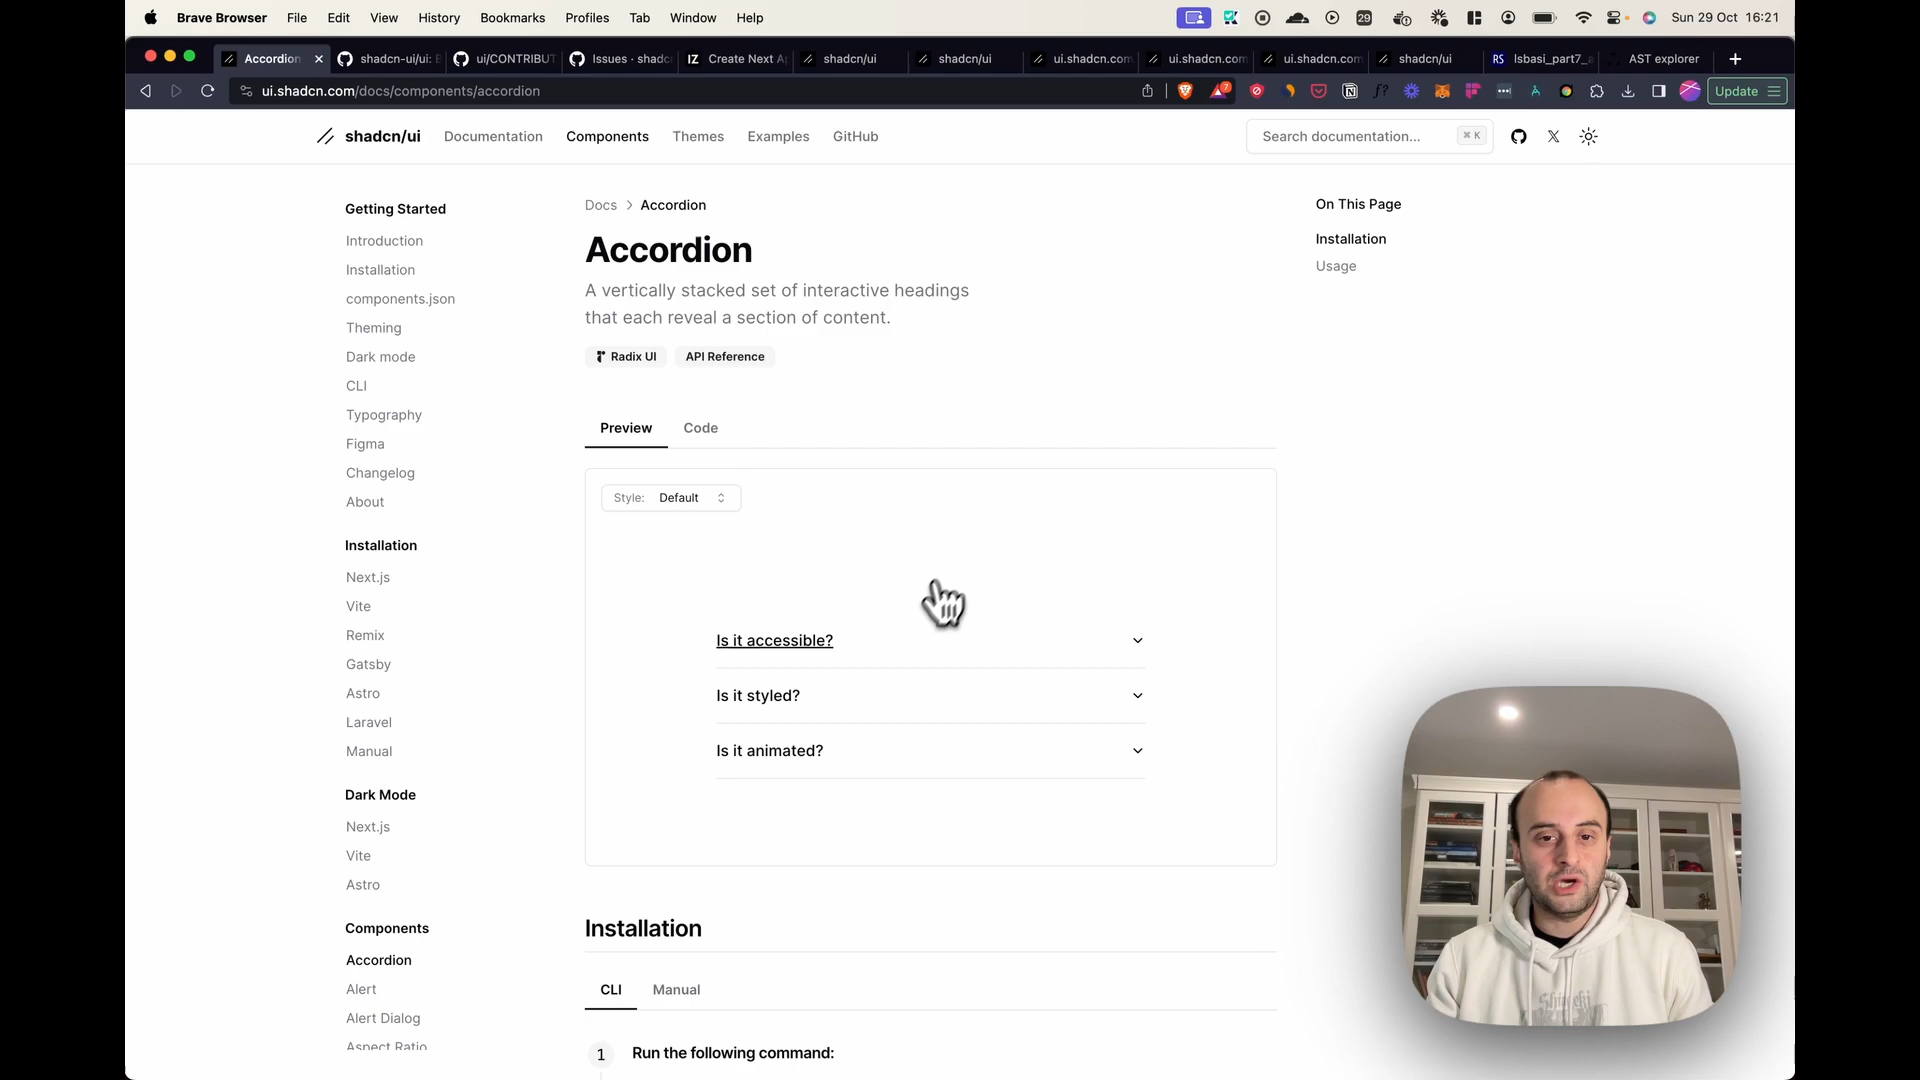 Brave Browser File Edit View History Bookmarks Profiles Tab Window Help 29 Sun 29 Oct 16:21
Accordion shadcn-ui/ui: ui/CONTRIBUT Issues · shadc Create Next A shadcn/ui shadcn/ui ui.shadcn.com ui.shadcn.com ui.shadcn.com shadcn/ui RS lsbasi_part7_ AST explorer
ui.shadcn.com/docs/components/accordion 7 Update
shadcn/ui Documentation Components Themes Examples GitHub Search documentation... ⌘ K
Getting Started
Introduction
Installation
components.json
Theming
Dark mode
CLI
Typography
Figma
Changelog
About
Installation
Next.js
Vite
Remix
Gatsby
Astro
Laravel
Manual
Dark Mode
Next.js
Vite
Astro
Components
Accordion
Alert
Alert Dialog
Aspect Ratio
Docs > Accordion
Accordion
A vertically stacked set of interactive headings
that each reveal a section of content.
Radix UI API Reference
Preview Code
Style: Default
Is it accessible?
Is it styled?
Is it animated?
Installation
CLI Manual
1 Run the following command:
On This Page
Installation
Usage